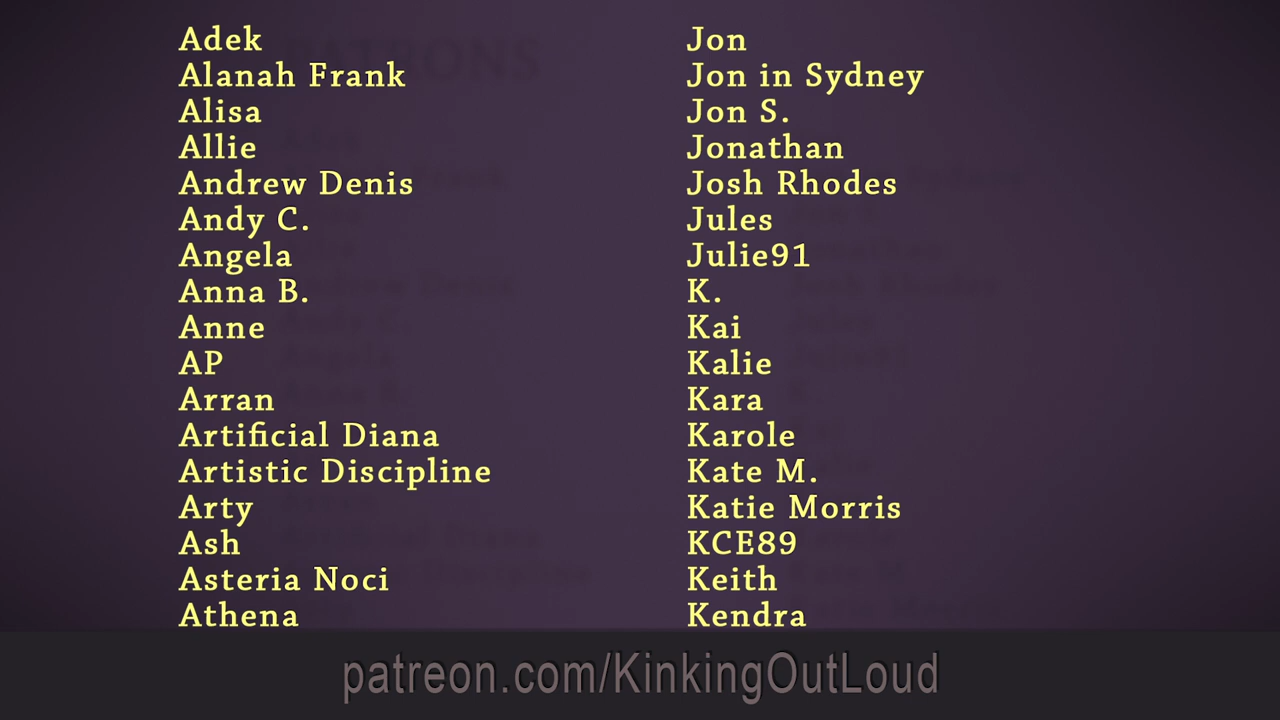 PATRONS
Adek
Alanah Frank
Alisa
Allie
Andrew Denis
Andy C.
Angela
Anna B.
Anne
AP
Arran
Artificial Diana
Artistic Discipline
Arty
Ash
Asteria Noci
Athena
Jon
Jon in Sydney
Jon S.
Jonathan
Josh Rhodes
Jules
Julie91
K.
Kai
Kalie
Kara
Karole
Kate M.
Katie Morris
KCE89
Keith
Kendra
patreon.com/KinkingOutLoud